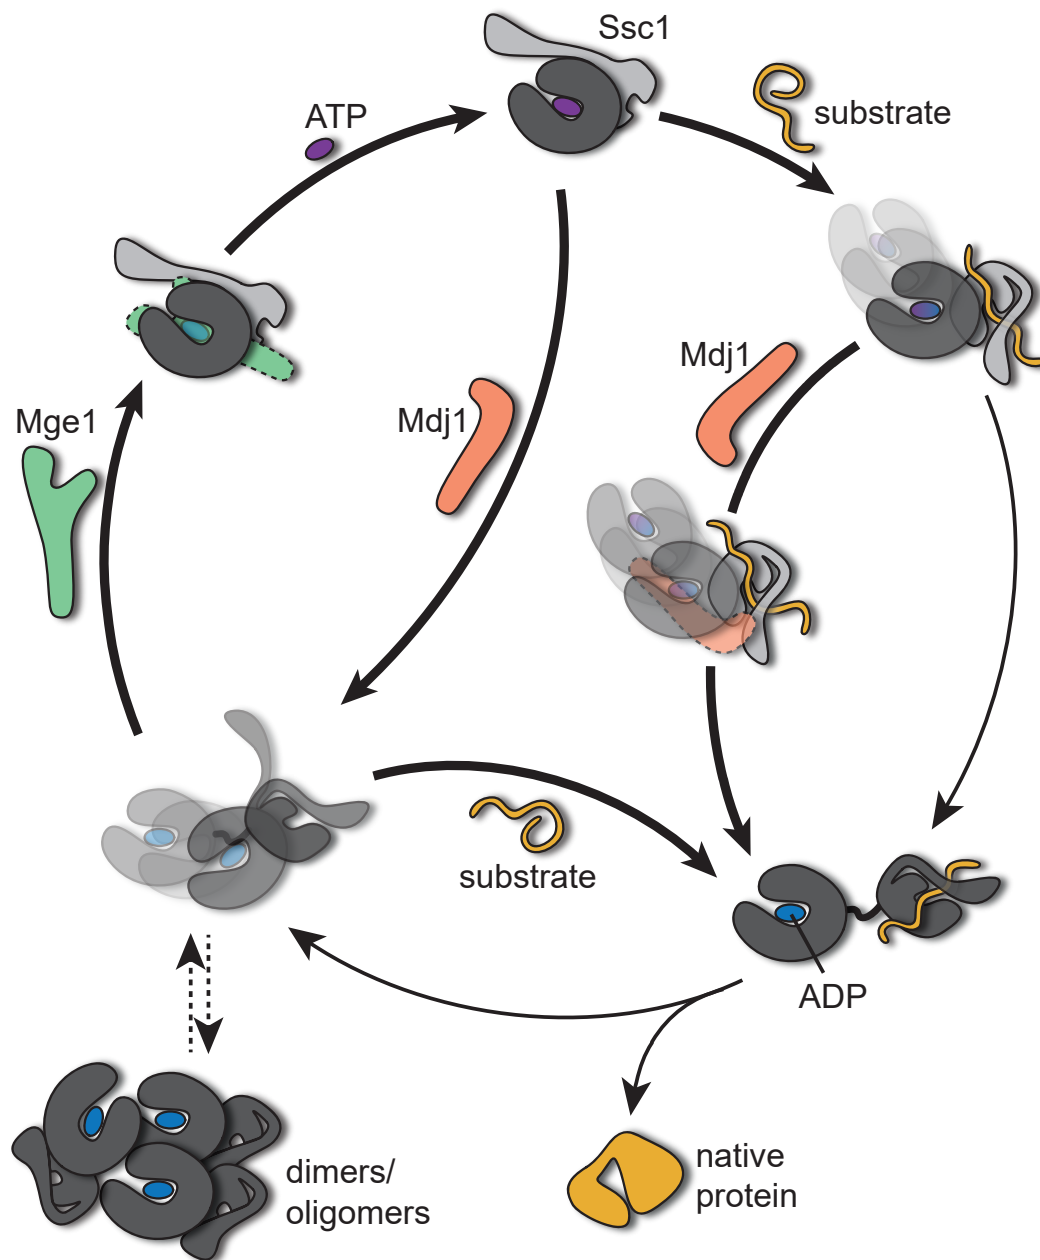 Ssc1
ATP
substrate
Mdj1
Mdj1
Mge1
substrate
ADP
dimers/
oligomers
native
protein